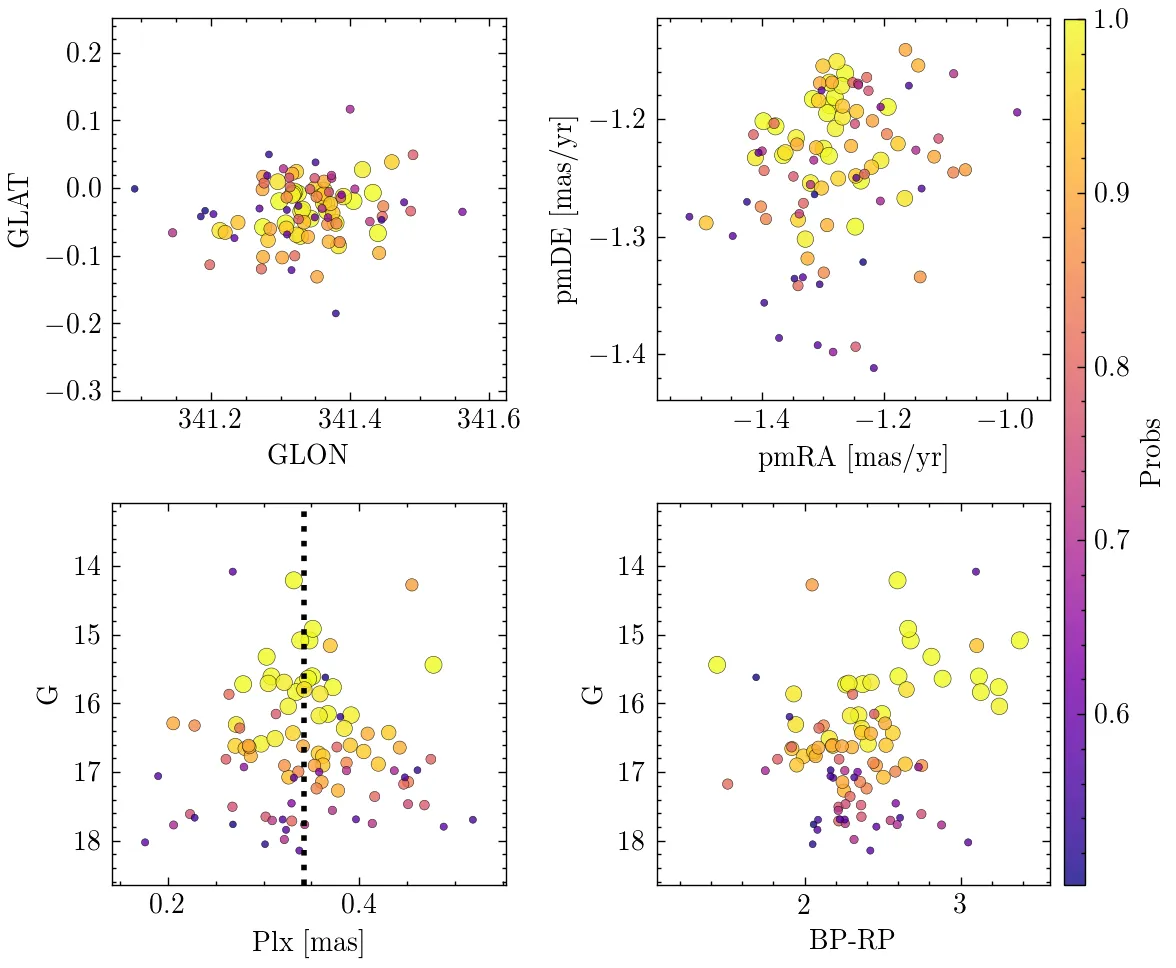 0.2
0.1
0.0
−0.1
−0.2
−0.3
GLAT
341.2 341.4 341.6
GLON
−1.2
−1.3
−1.4
pmDE [mas/yr]
−1.4 −1.2 −1.0
pmRA [mas/yr]
14
15
16
17
18
G
0.2 0.4
Plx [mas]
14
15
16
17
18
G
2 3
BP-RP
1.0
0.9
0.8
0.7
0.6
Probs